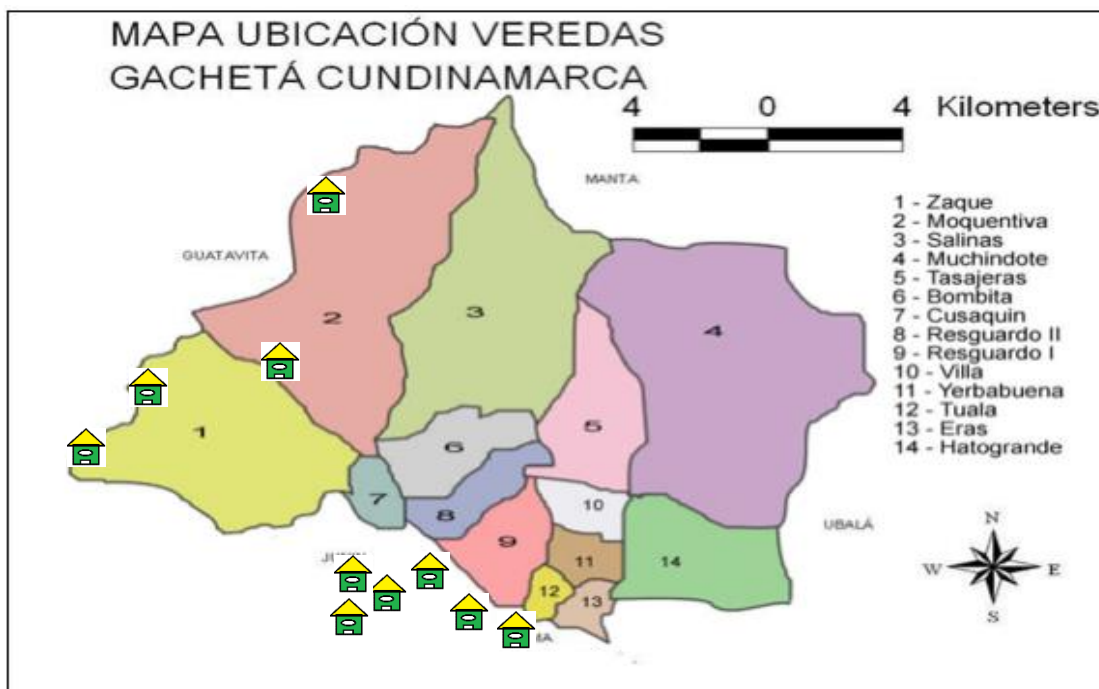 MAPA UBICACIÓN VEREDAS
GACHETÁ CUNDINAMARCA
4 0 4 Kilometers
MANTA
GUATAVITA
UBALÁ
1 - Zaque
2 - Moquentiva
3 - Salinas
4 - Muchindote
5 - Tasajeras
6 - Bombita
7 - Cusaquin
8 - Resguardo II
9 - Resguardo I
10 - Villa
11 - Yerbabuena
12 - Tuala
13 - Eras
14 - Hatogrande
1
2
3
4
5
6
7
8
9
10
11
12
13
14
N
W E
S